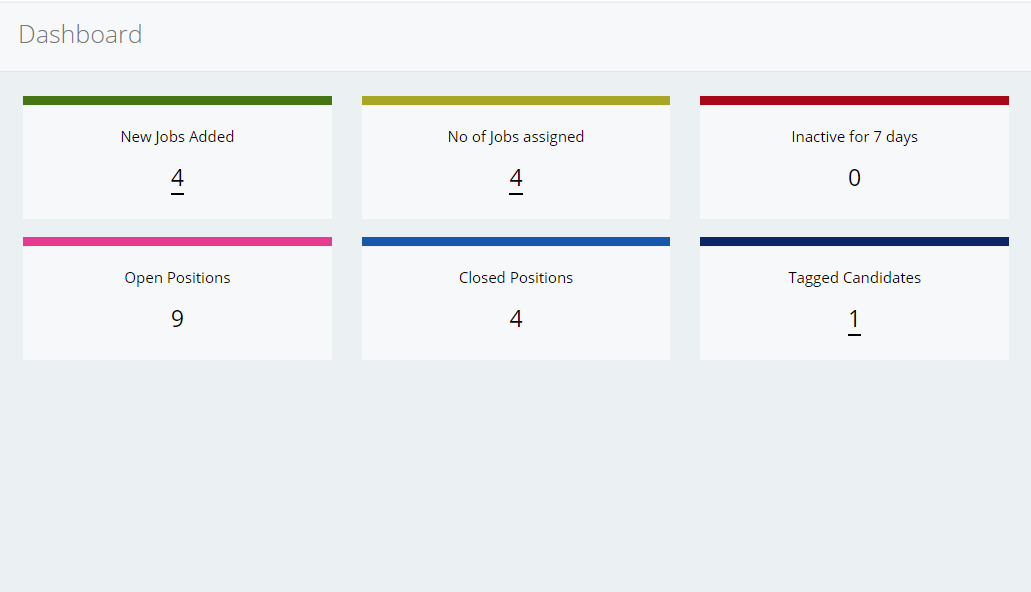 Dashboard
New Jobs Added
4
No of Jobs assigned
4
Inactive for 7 days
0
Open Positions
9
Closed Positions
4
Tagged Candidates
1